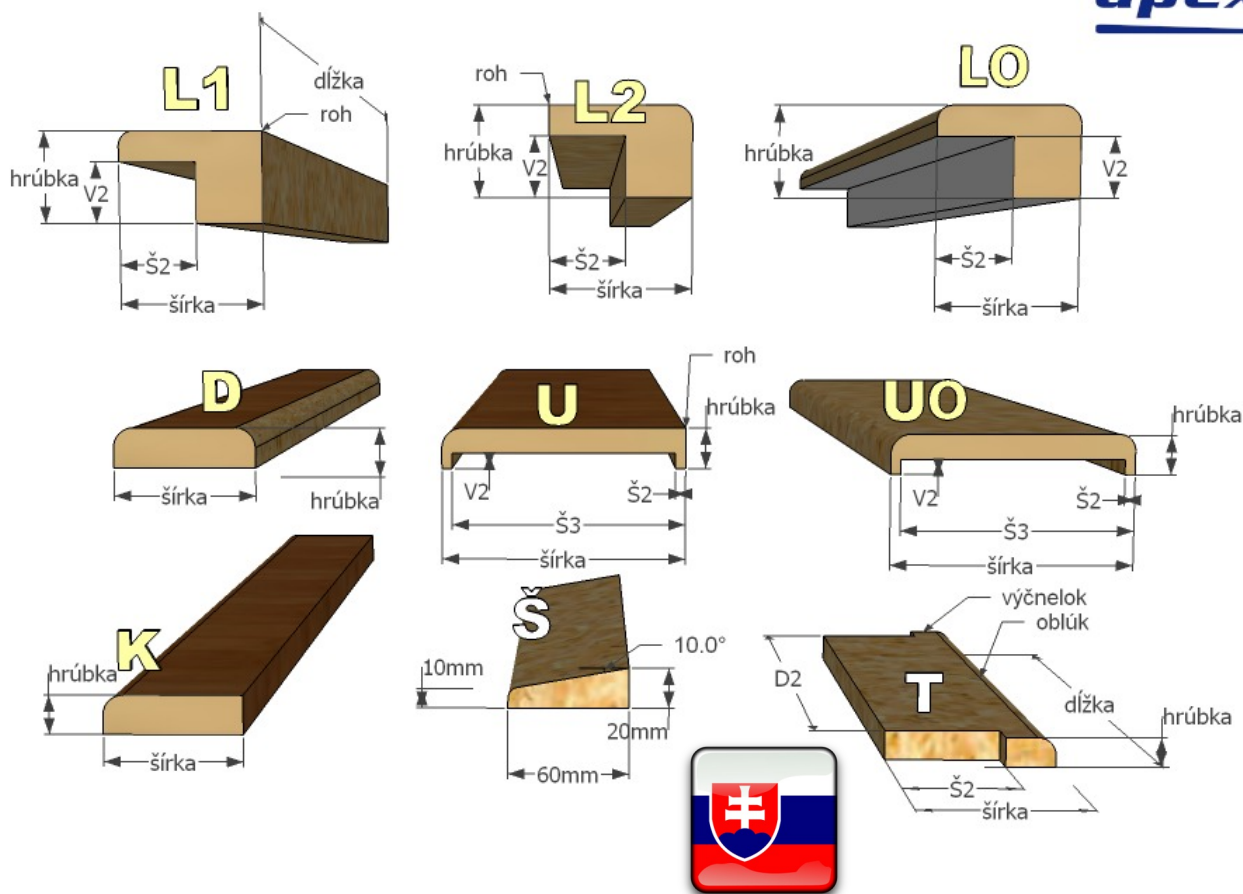 apex
L1
dĺžka
roh
hrúbka
V2
Š2
šírka
roh
L2
hrúbka
V2
Š2
šírka
LO
hrúbka
V2
Š2
šírka
D
šírka
hrúbka
U
roh
hrúbka
V2
Š2
Š3
šírka
UO
hrúbka
V2
Š2
Š3
šírka
K
hrúbka
šírka
Š
10.0°
10mm
20mm
60mm
výčnelok
oblúk
T
D2
dĺžka
hrúbka
Š2
šírka